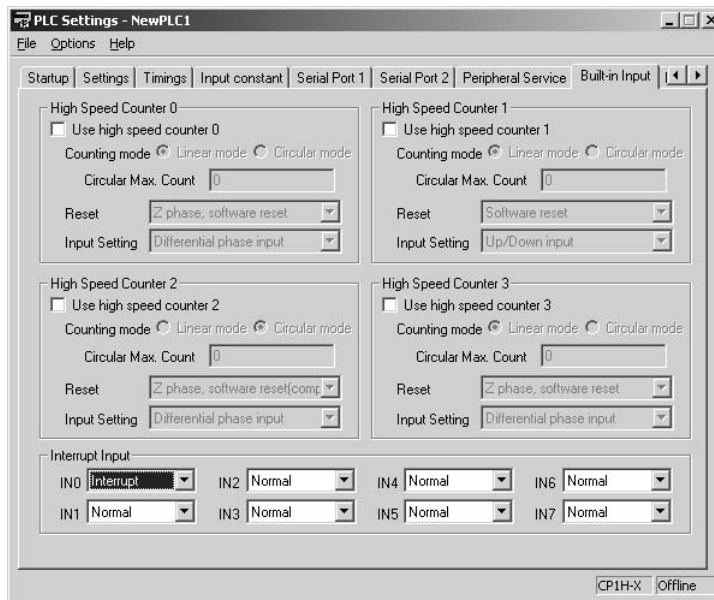 PLC Settings - NewPLC1
File Options Help
Startup Settings Timings Input constant Serial Port 1 Serial Port 2 Peripheral Service Built-in Input
High Speed Counter 0
Use high speed counter 0
Counting mode Linear mode Circular mode
Circular Max. Count 0
Reset Z phase, software reset
Input Setting Differential phase input
High Speed Counter 1
Use high speed counter 1
Counting mode Linear mode Circular mode
Circular Max. Count 0
Reset Software reset
Input Setting Up/Down input
High Speed Counter 2
Use high speed counter 2
Counting mode Linear mode Circular mode
Circular Max. Count 0
Reset Z phase, software reset(comp
Input Setting Differential phase input
High Speed Counter 3
Use high speed counter 3
Counting mode Linear mode Circular mode
Circular Max. Count 0
Reset Z phase, software reset
Input Setting Differential phase input
Interrupt Input
IN0 Interrupt IN2 Normal IN4 Normal IN6 Normal
IN1 Normal IN3 Normal IN5 Normal IN7 Normal
CP1H-X Offline